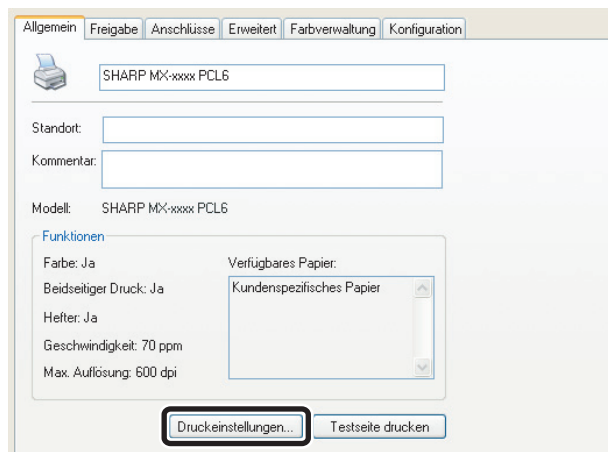 Allgemein Freigabe Anschlüsse Erweitert Farbverwaltung Konfiguration
SHARP MX-xxxx PCL6
Standort:
Kommentar:
Modell: SHARP MX-xxxx PCL6
Funktionen
Farbe: Ja Verfügbares Papier:
Beidseitiger Druck: Ja Kundenspezifisches Papier
Hefter: Ja
Geschwindigkeit: 70 ppm
Max. Auflösung: 600 dpi
Druckeinstellungen... Testseite drucken